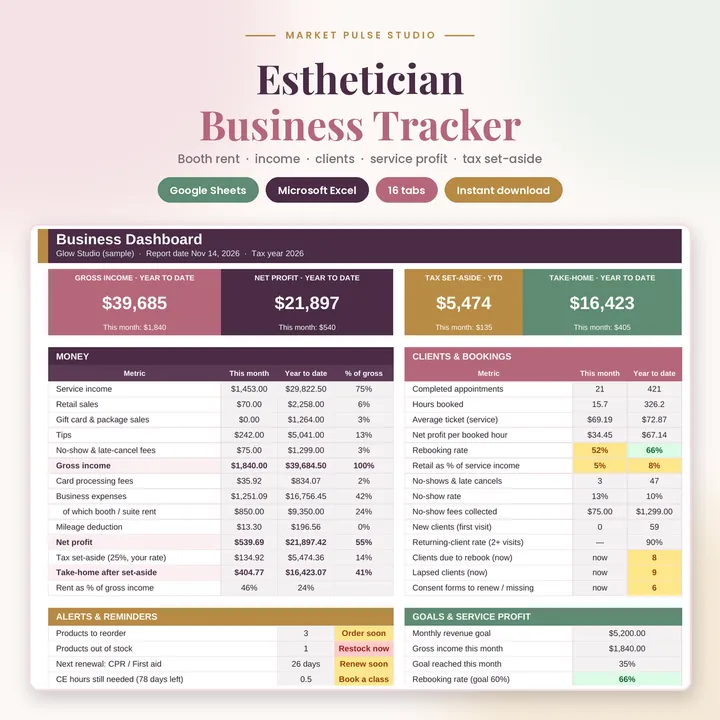 MARKET PULSE STUDIO
Esthetician
Business Tracker
Booth rent · income · clients · service profit · tax set-aside
Google Sheets Microsoft Excel 16 tabs Instant download
Business Dashboard
Glow Studio (sample) · Report date Nov 14, 2026 · Tax year 2026
GROSS INCOME · YEAR TO DATE
$39,685
This month: $1,840
NET PROFIT · YEAR TO DATE
$21,897
This month: $540
TAX SET-ASIDE · YTD
$5,474
This month: $135
TAKE-HOME · YEAR TO DATE
$16,423
This month: $405
MONEY
Metric This month Year to date % of gross
Service income $1,453.00 $29,822.50 75%
Retail sales $70.00 $2,258.00 6%
Gift card & package sales $0.00 $1,264.00 3%
Tips $242.00 $5,041.00 13%
No-show & late-cancel fees $75.00 $1,299.00 3%
Gross income $1,840.00 $39,684.50 100%
Card processing fees $35.92 $834.07 2%
Business expenses $1,251.09 $16,756.45 42%
of which booth / suite rent $850.00 $9,350.00 24%
Mileage deduction $13.30 $196.56 0%
Net profit $539.69 $21,897.42 55%
Tax set-aside (25%, your rate) $134.92 $5,474.36 14%
Take-home after set-aside $404.77 $16,423.07 41%
Rent as % of gross income 46% 24%
CLIENTS & BOOKINGS
Metric This month Year to date
Completed appointments 21 421
Hours booked 15.7 326.2
Average ticket (service) $69.19 $72.87
Net profit per booked hour $34.45 $67.14
Rebooking rate 52% 66%
Retail as % of service income 5% 8%
No-shows & late cancels 3 47
No-show rate 13% 10%
No-show fees collected $75.00 $1,299.00
New clients (first visit) 0 59
Returning-client rate (2+ visits) — 90%
Clients due to rebook (now) now 8
Lapsed clients (now) now 9
Consent forms to renew / missing now 6
ALERTS & REMINDERS
Products to reorder 3 Order soon
Products out of stock 1 Restock now
Next renewal: CPR / First aid 26 days Renew soon
CE hours still needed (78 days left) 0.5 Book a class
GOALS & SERVICE PROFIT
Monthly revenue goal $5,200.00
Gross income this month $1,840.00
Goal reached this month 35%
Rebooking rate (goal 60%) 66%